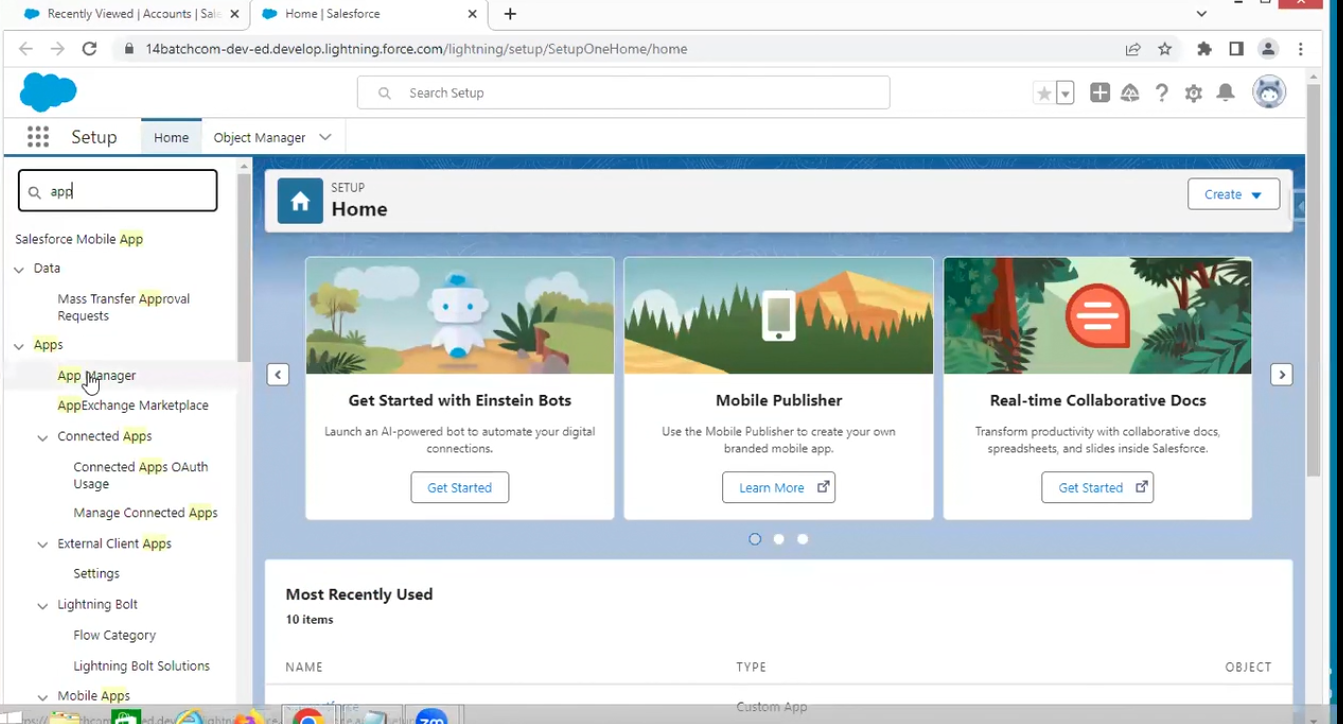 Recently Viewed | Accounts | Sale
Home | Salesforce
14batchcom-dev-ed.develop.lightning.force.com/lightning/setup/SetupOneHome/home
Search Setup
Setup
Home
Object Manager
app
Salesforce Mobile App
Data
Mass Transfer Approval
Requests
Apps
App Manager
AppExchange Marketplace
Connected Apps
Connected Apps OAuth
Usage
Manage Connected Apps
External Client Apps
Settings
Lightning Bolt
Flow Category
Lightning Bolt Solutions
Mobile Apps
SETUP
Home
Create
Get Started with Einstein Bots
Launch an AI-powered bot to automate your digital
connections.
Get Started
Mobile Publisher
Use the Mobile Publisher to create your own
branded mobile app.
Learn More
Real-time Collaborative Docs
Transform productivity with collaborative docs,
spreadsheets, and slides inside Salesforce.
Get Started
Most Recently Used
10 items
NAME TYPE OBJECT
Custom App
zm